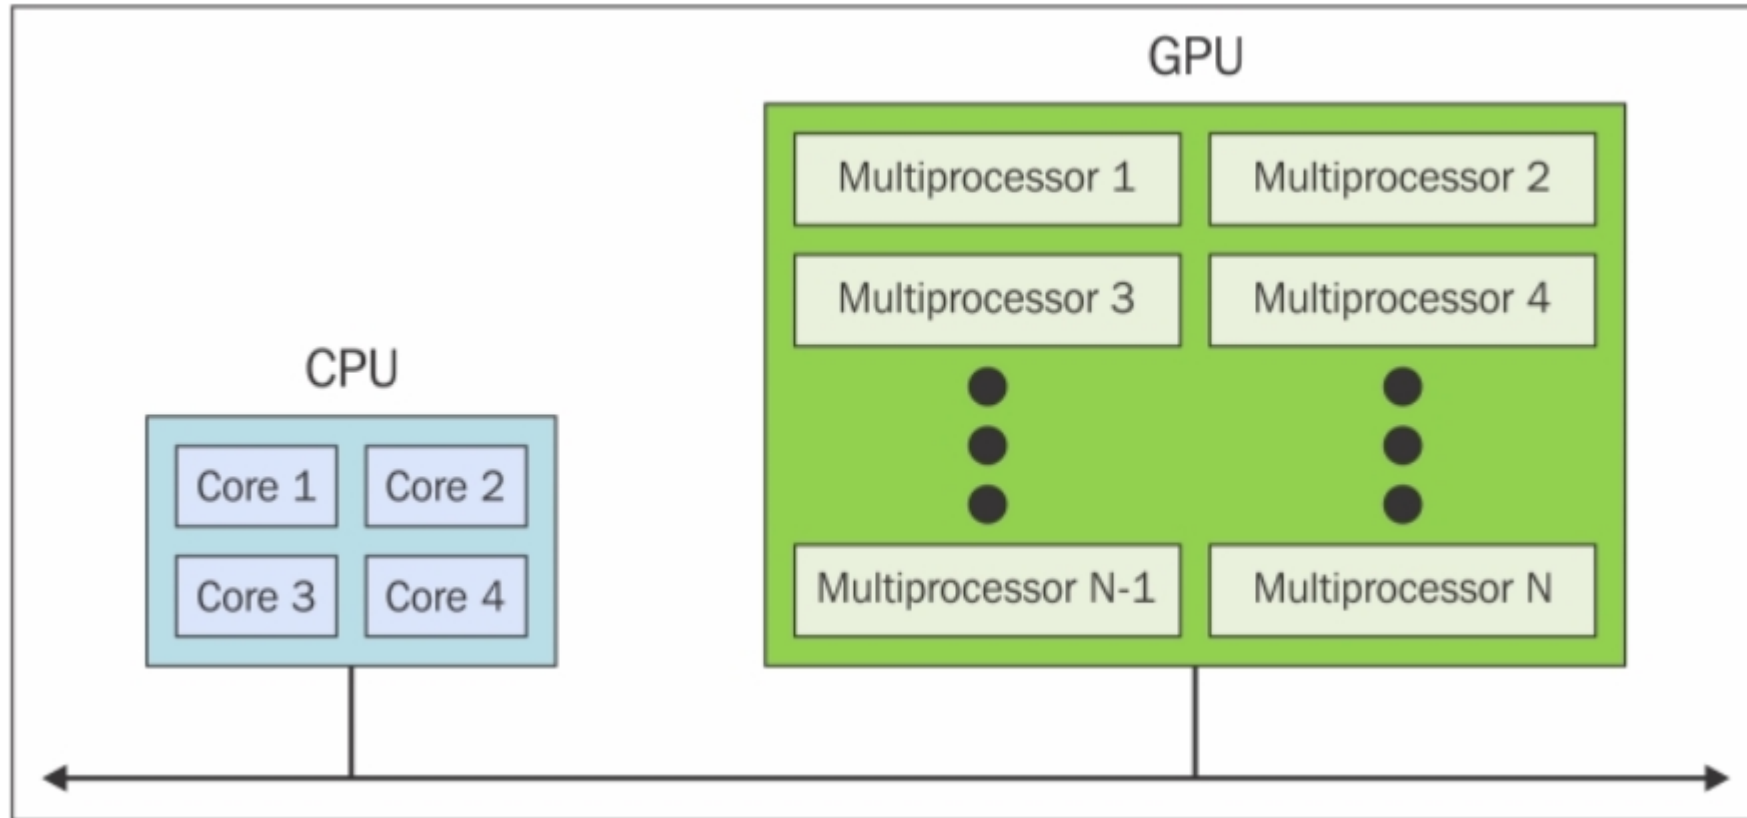 GPU
Multiprocessor 1
Multiprocessor 2
Multiprocessor 3
Multiprocessor 4
Multiprocessor N-1
Multiprocessor N
CPU
Core 1
Core 2
Core 3
Core 4